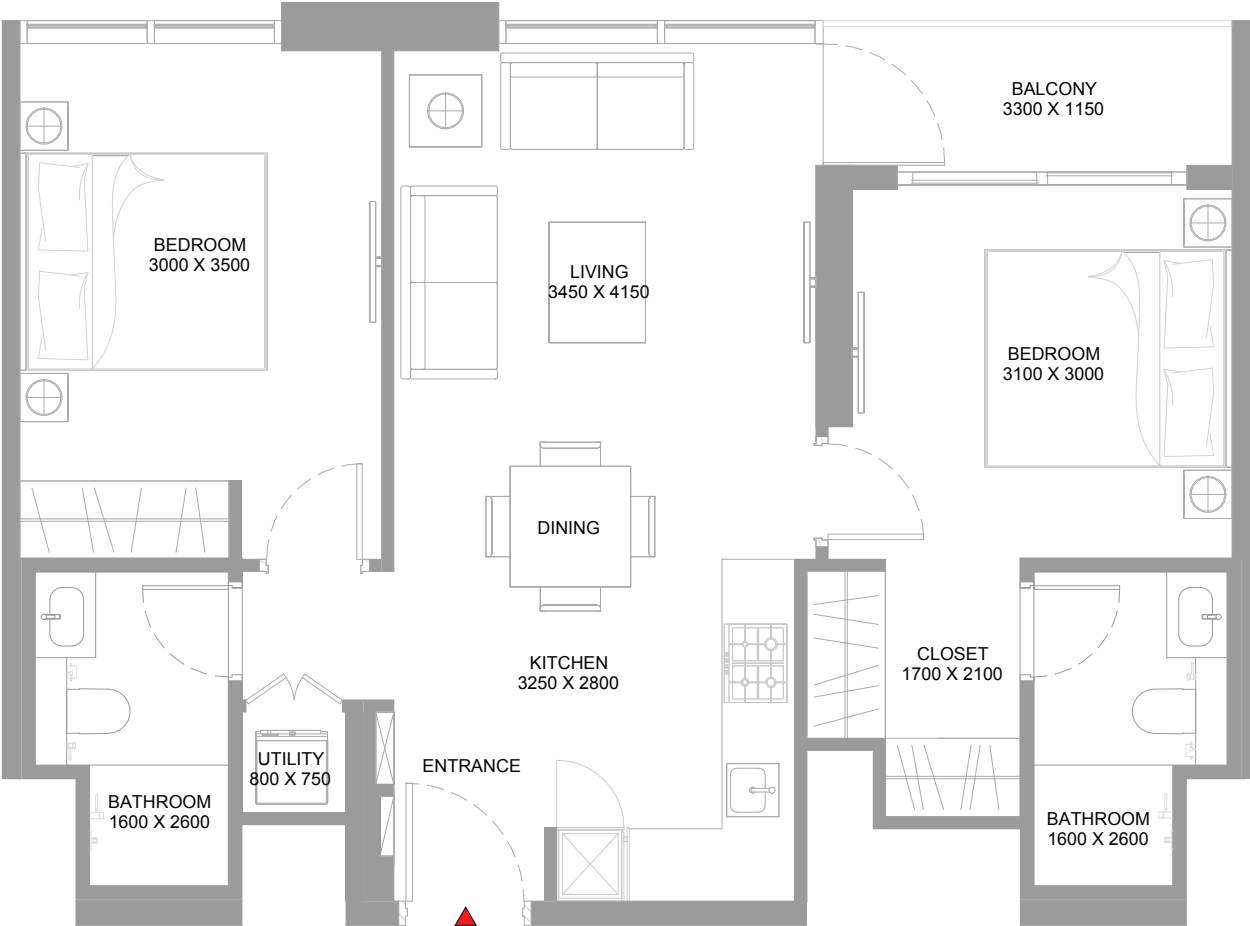 BALCONY
3300 X 1150
BEDROOM
3000 X 3500
LIVING
3450 X 4150
BEDROOM
3100 X 3000
DINING
KITCHEN
3250 X 2800
CLOSET
1700 X 2100
UTILITY
800 X 750
ENTRANCE
BATHROOM
1600 X 2600
BATHROOM
1600 X 2600